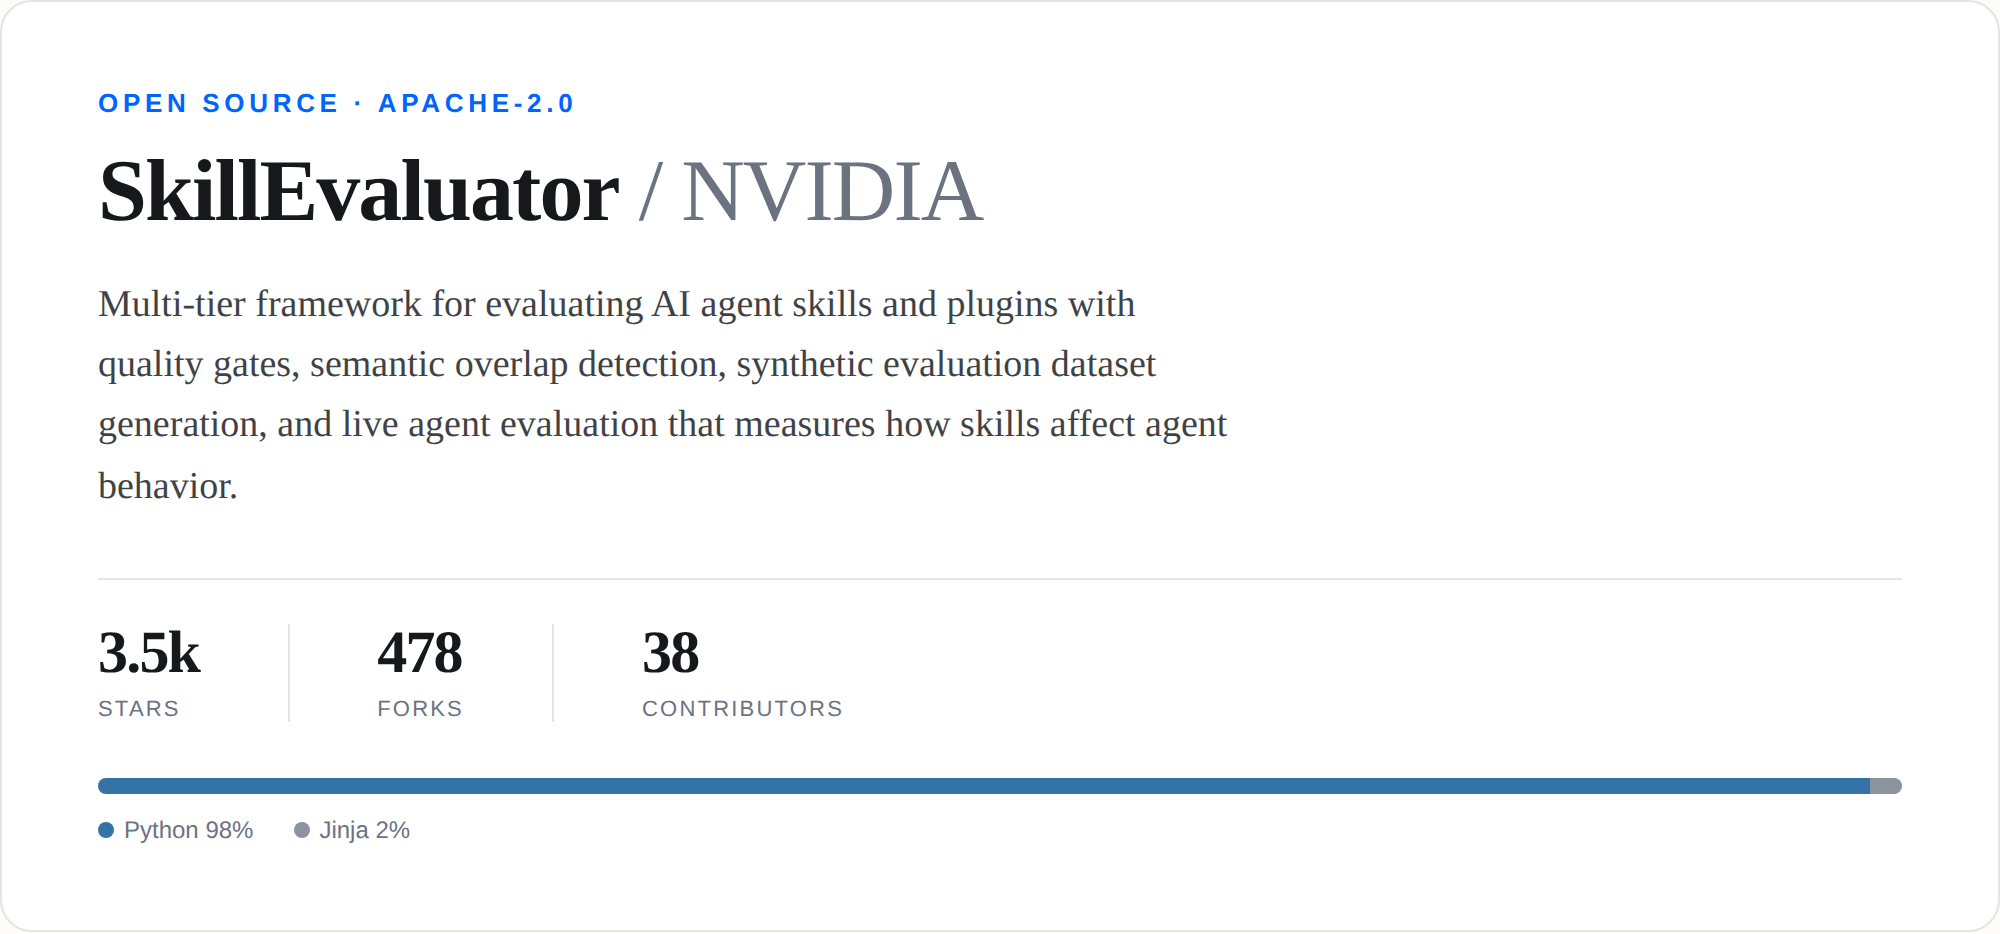 OPEN SOURCE · APACHE-2.0
SkillEvaluator / NVIDIA
Multi-tier framework for evaluating AI agent skills and plugins with
quality gates, semantic overlap detection, synthetic evaluation dataset
generation, and live agent evaluation that measures how skills affect agent
behavior.
3.5k
STARS
478
FORKS
38
CONTRIBUTORS
Python 98%
Jinja 2%